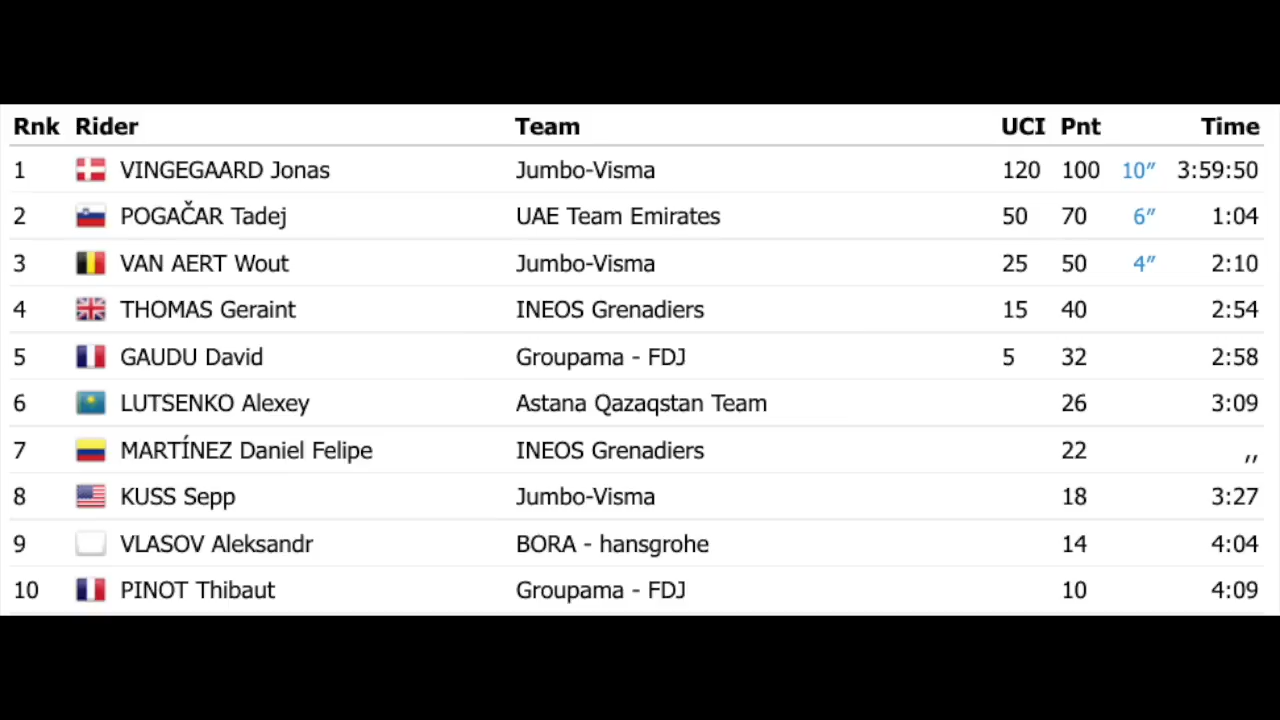 Rnk Rider Team UCI Pnt Time
1 VINGEGAARD Jonas Jumbo-Visma 120 100 10″ 3:59:50
2 POGAČAR Tadej UAE Team Emirates 50 70 6″ 1:04
3 VAN AERT Wout Jumbo-Visma 25 50 4″ 2:10
4 THOMAS Geraint INEOS Grenadiers 15 40 2:54
5 GAUDU David Groupama - FDJ 5 32 2:58
6 LUTSENKO Alexey Astana Qazaqstan Team 26 3:09
7 MARTÍNEZ Daniel Felipe INEOS Grenadiers 22 ,,
8 KUSS Sepp Jumbo-Visma 18 3:27
9 VLASOV Aleksandr BORA - hansgrohe 14 4:04
10 PINOT Thibaut Groupama - FDJ 10 4:09